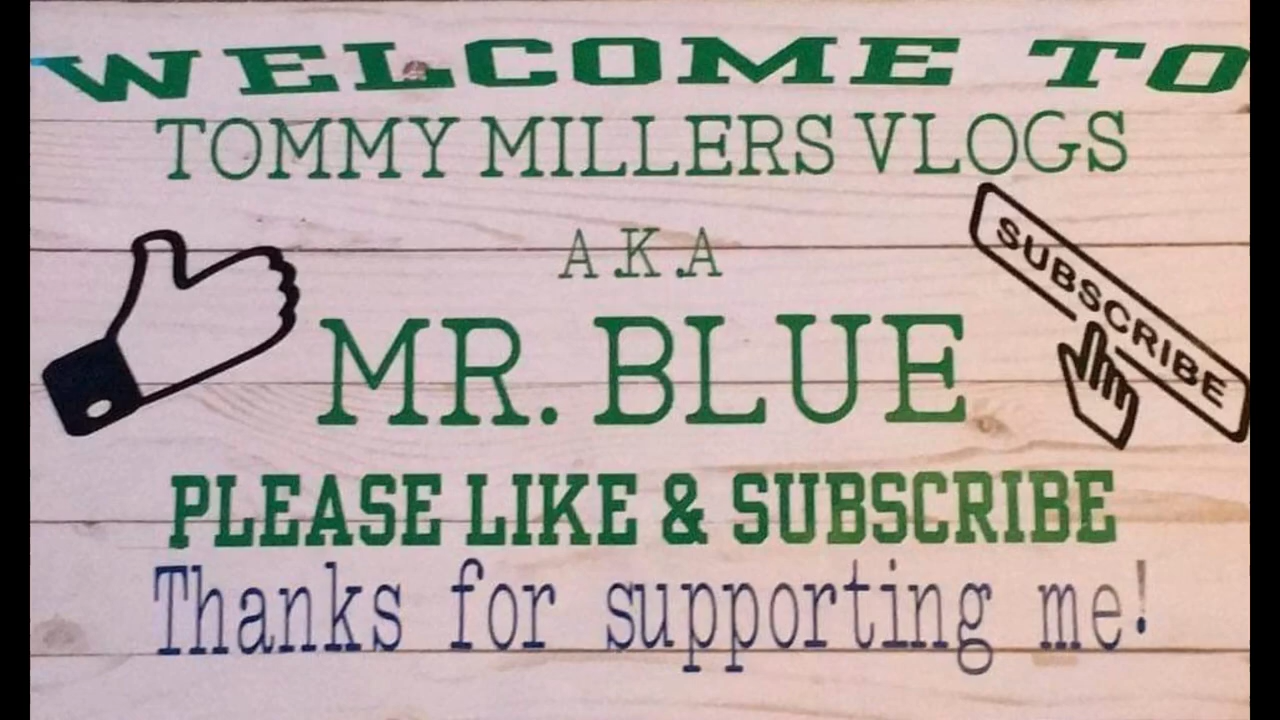 WELCOME TO
TOMMY MILLERS VLOGS
A.K.A
MR. BLUE
SUBSCRIBE
PLEASE LIKE & SUBSCRIBE
Thanks for supporting me!